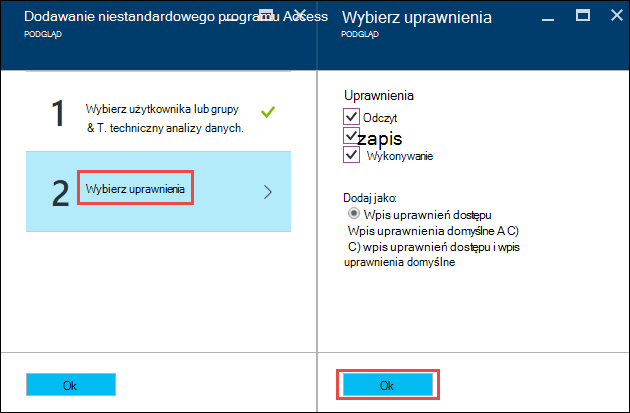 Dodawanie niestandardowego programu Access
PODGLĄD
1
Wybierz użytkownika lub grupy
& T. techniczny analizy danych.
2
Wybierz uprawnienia
Ok
Wybierz uprawnienia
PODGLĄD
Uprawnienia
Odczyt
zapis
Wykonywanie
Dodaj jako:
Wpis uprawnień dostępu
Wpis uprawnienia domyślne A C)
C) wpis uprawnień dostępu i wpis
uprawnienia domyślne
Ok